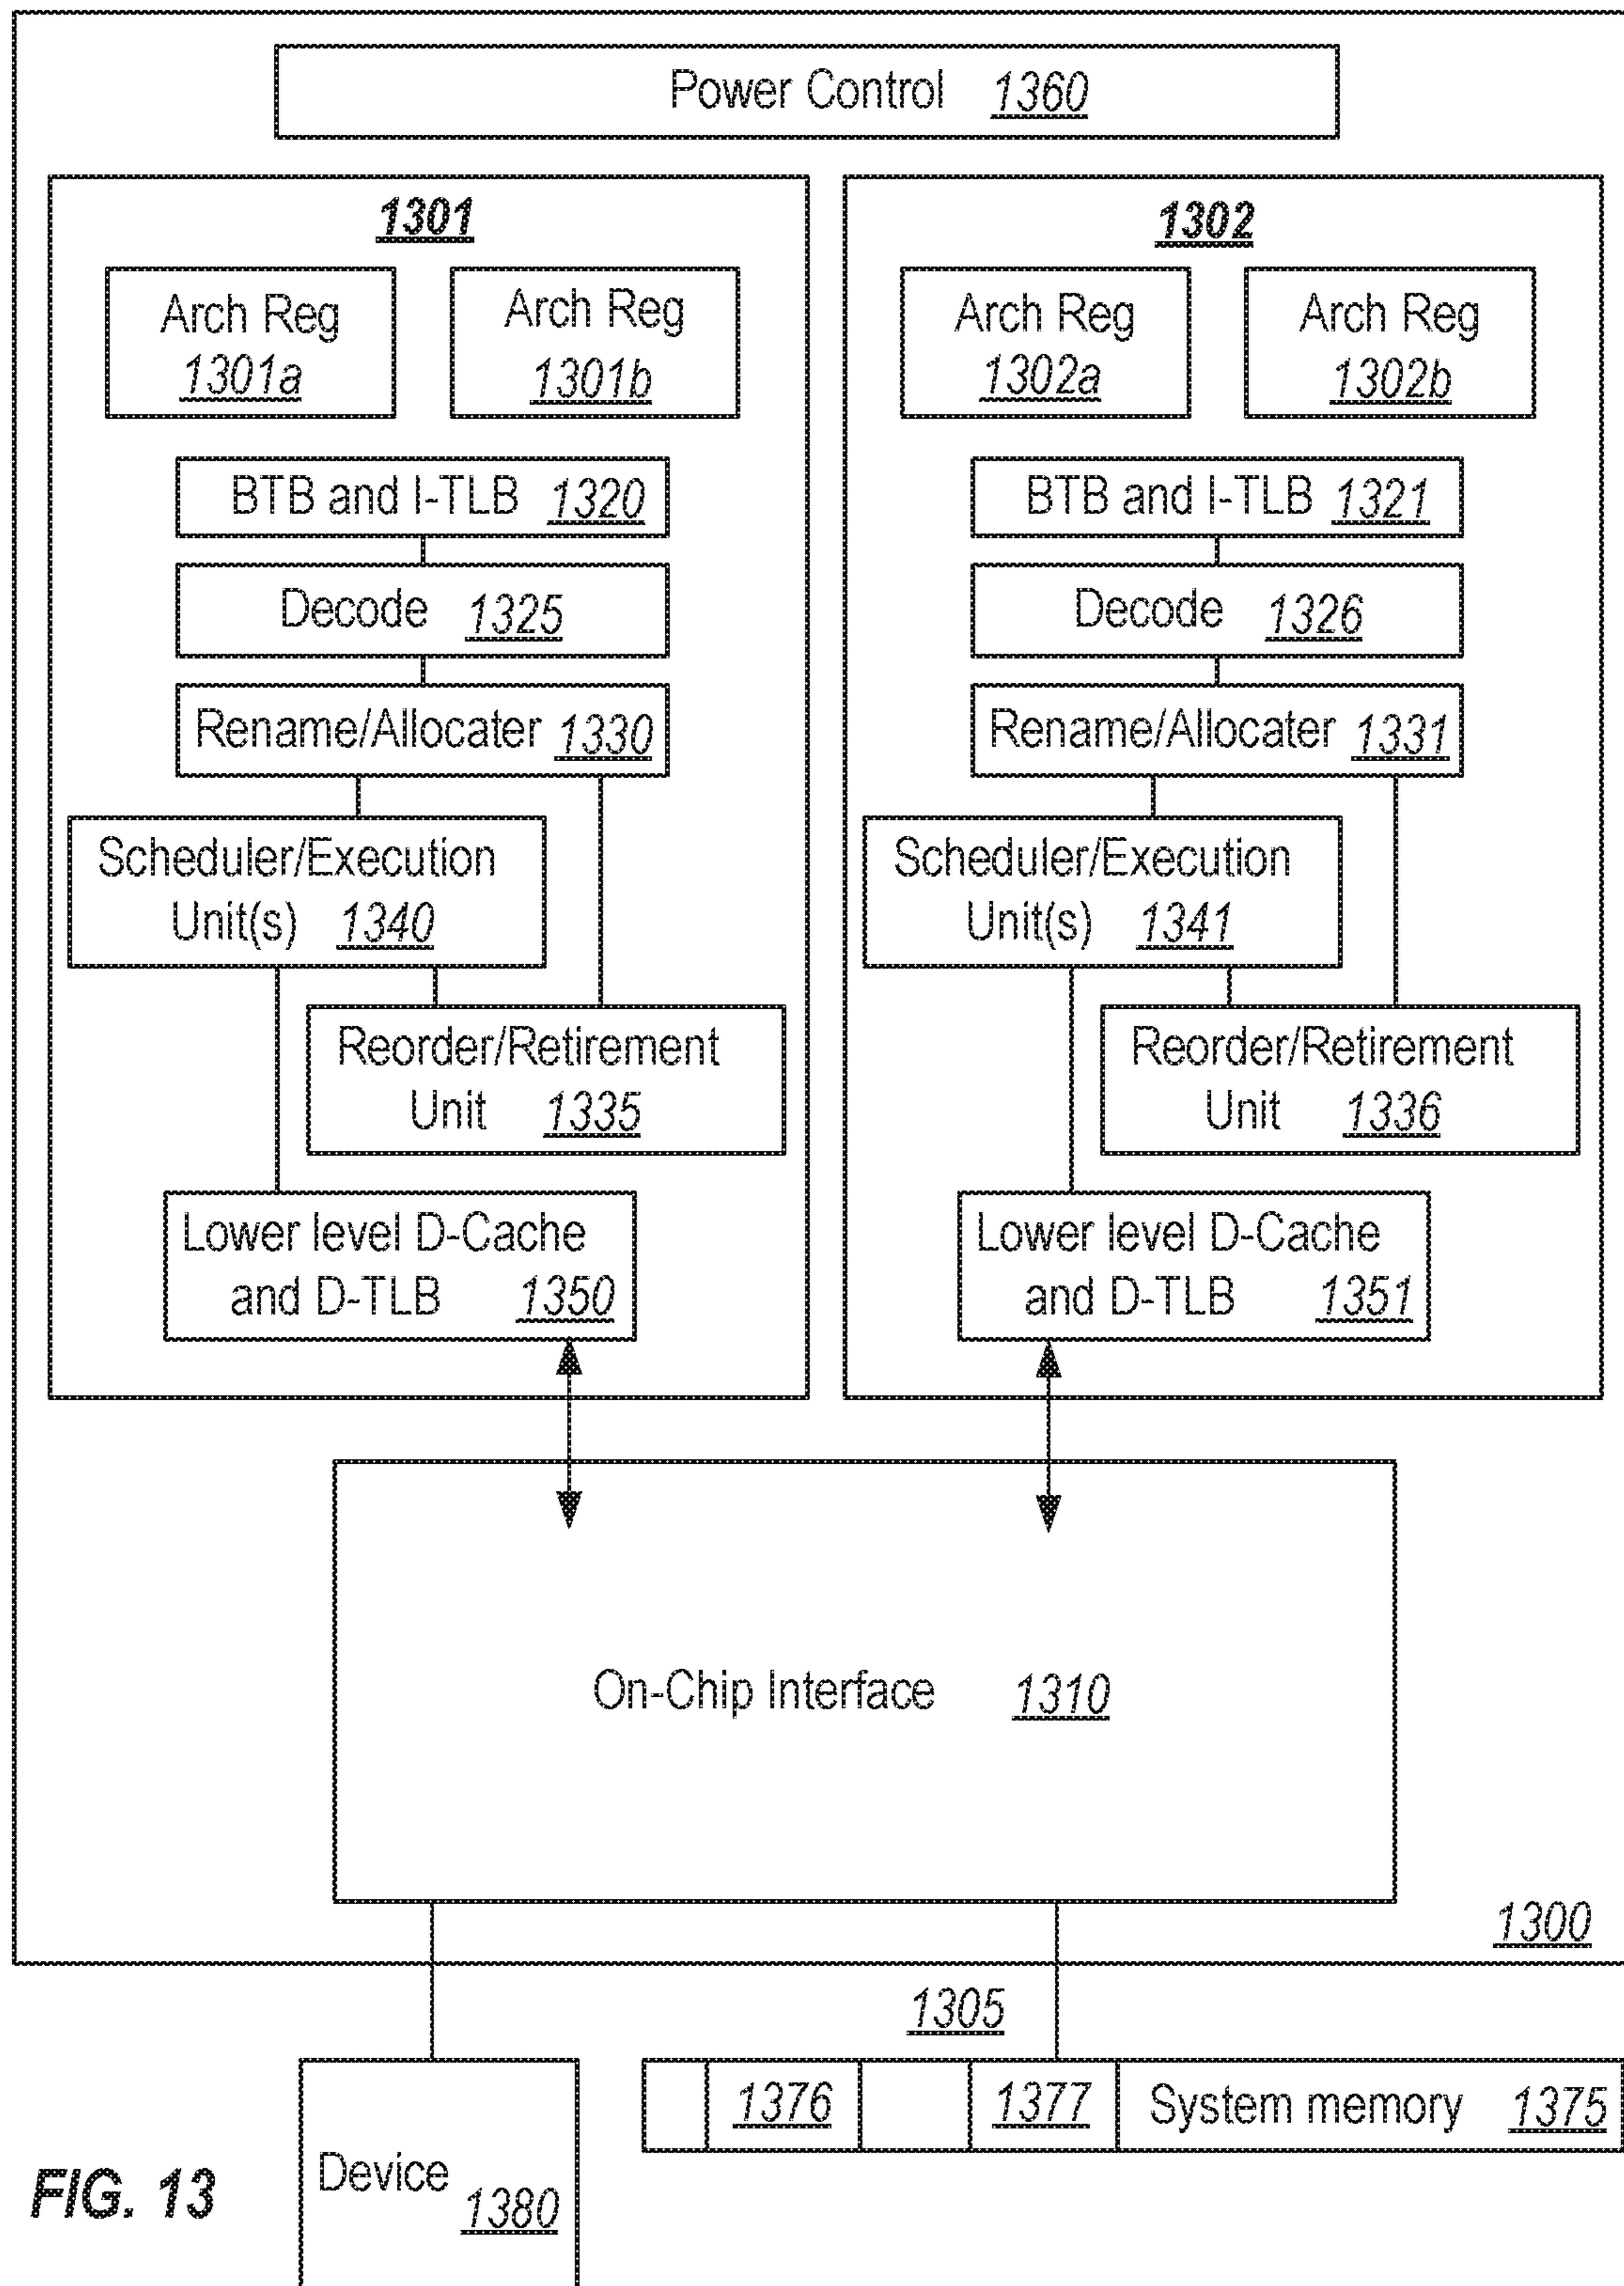 Power Control 1360
1301
Arch Reg
1301a
Arch Reg
1301b
BTB and I-TLB 1320
Decode 1325
Rename/Allocater 1330
Scheduler/Execution
Unit(s) 1340
Reorder/Retirement
Unit 1335
Lower level D-Cache
and D-TLB 1350
1302
Arch Reg
1302a
Arch Reg
1302b
BTB and I-TLB 1321
Decode 1326
Rename/Allocater 1331
Scheduler/Execution
Unit(s) 1341
Reorder/Retirement
Unit 1336
Lower level D-Cache
and D-TLB 1351
On-Chip Interface 1310
1300
1305
1376
1377
System memory 1375
Device
1380
FIG. 13